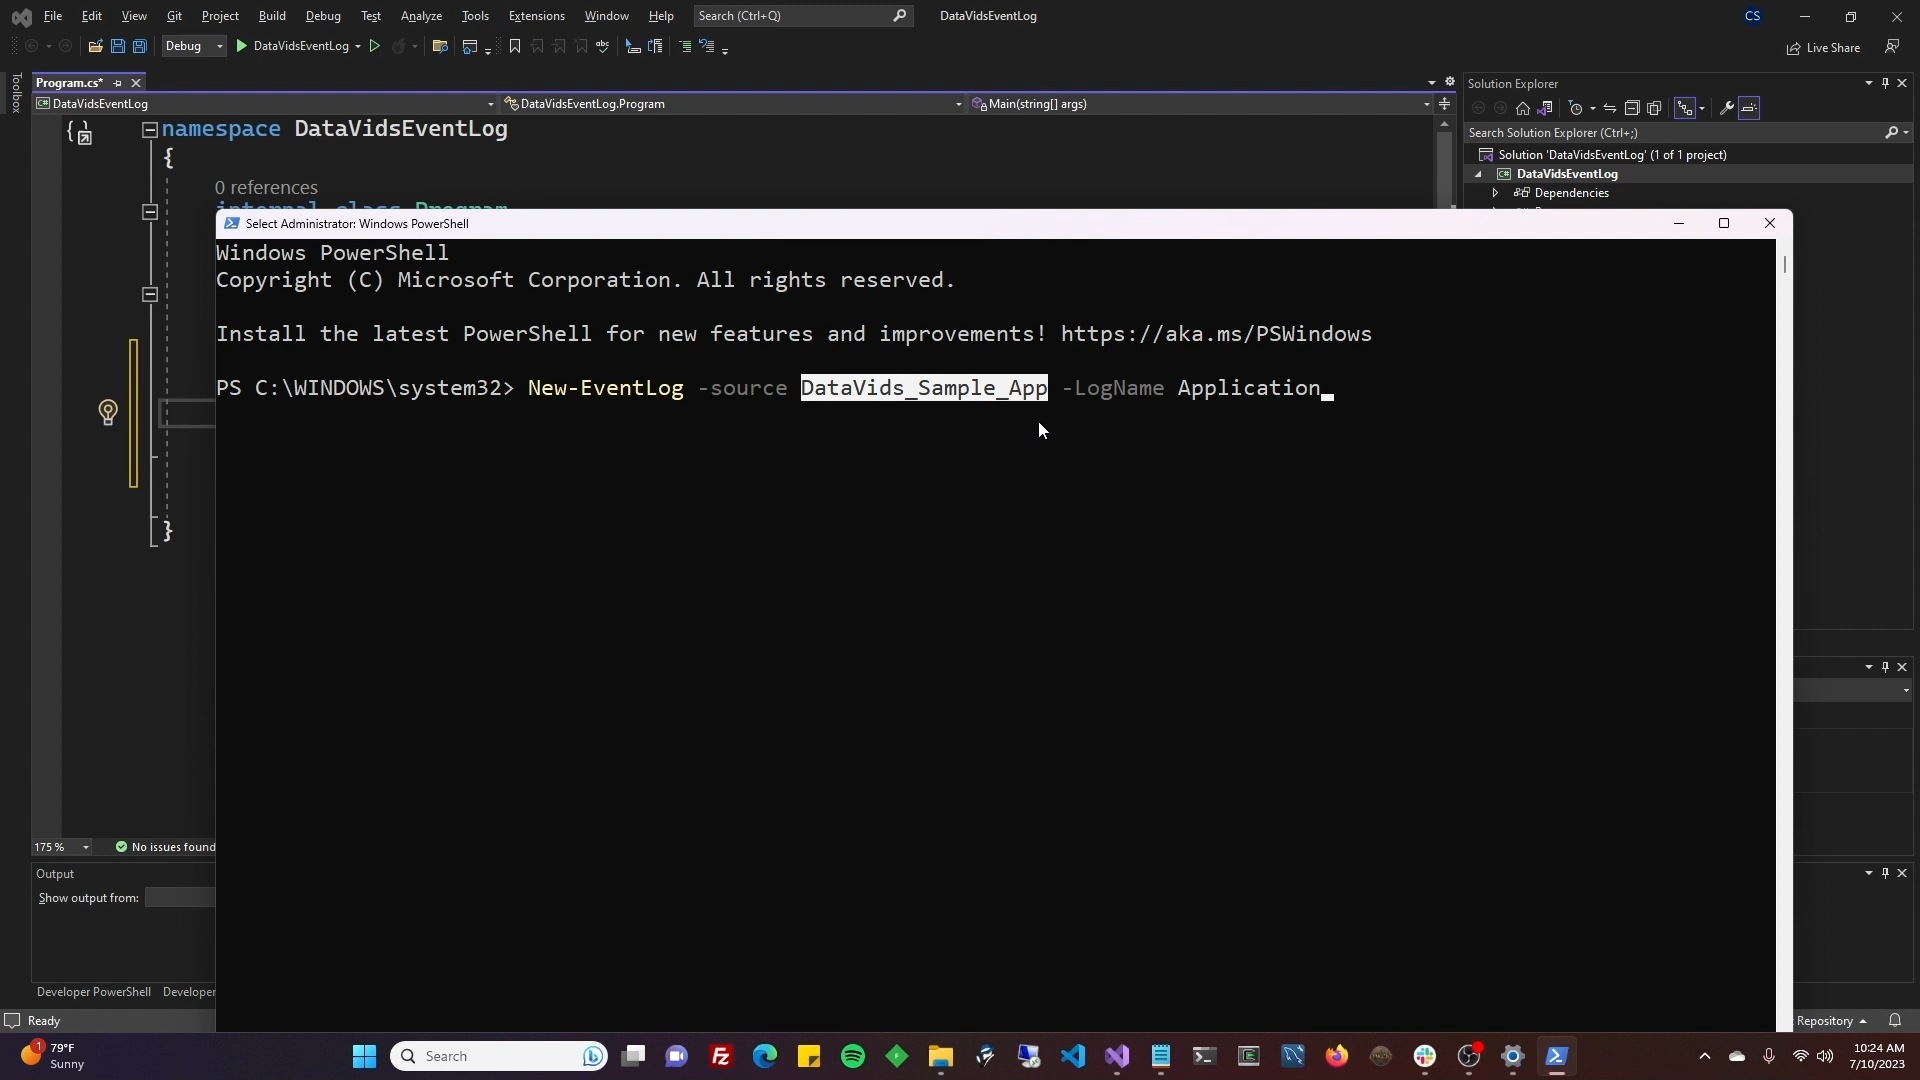 File Edit View Git Project Build Debug Test Analyze Tools Extensions Window Help Search (Ctrl+Q) DataVidsEventLog CS
Debug DataVidsEventLog Live Share
Toolbox
Program.cs*
Solution Explorer
DataVidsEventLog DataVidsEventLog.Program Main(string[] args)
Search Solution Explorer (Ctrl+;)
Solution 'DataVidsEventLog' (1 of 1 project)
DataVidsEventLog
Dependencies
namespace DataVidsEventLog
{
0 references
internal class Program
Select Administrator: Windows PowerShell
Windows PowerShell
Copyright (C) Microsoft Corporation. All rights reserved.
Install the latest PowerShell for new features and improvements! https://aka.ms/PSWindows
PS C:\WINDOWS\system32> New-EventLog -source DataVids_Sample_App -LogName Application
}
175 % No issues found
Output
Show output from:
Developer PowerShell Developer
Ready Repository
1 79°F
Sunny
Search
10:24 AM
7/10/2023